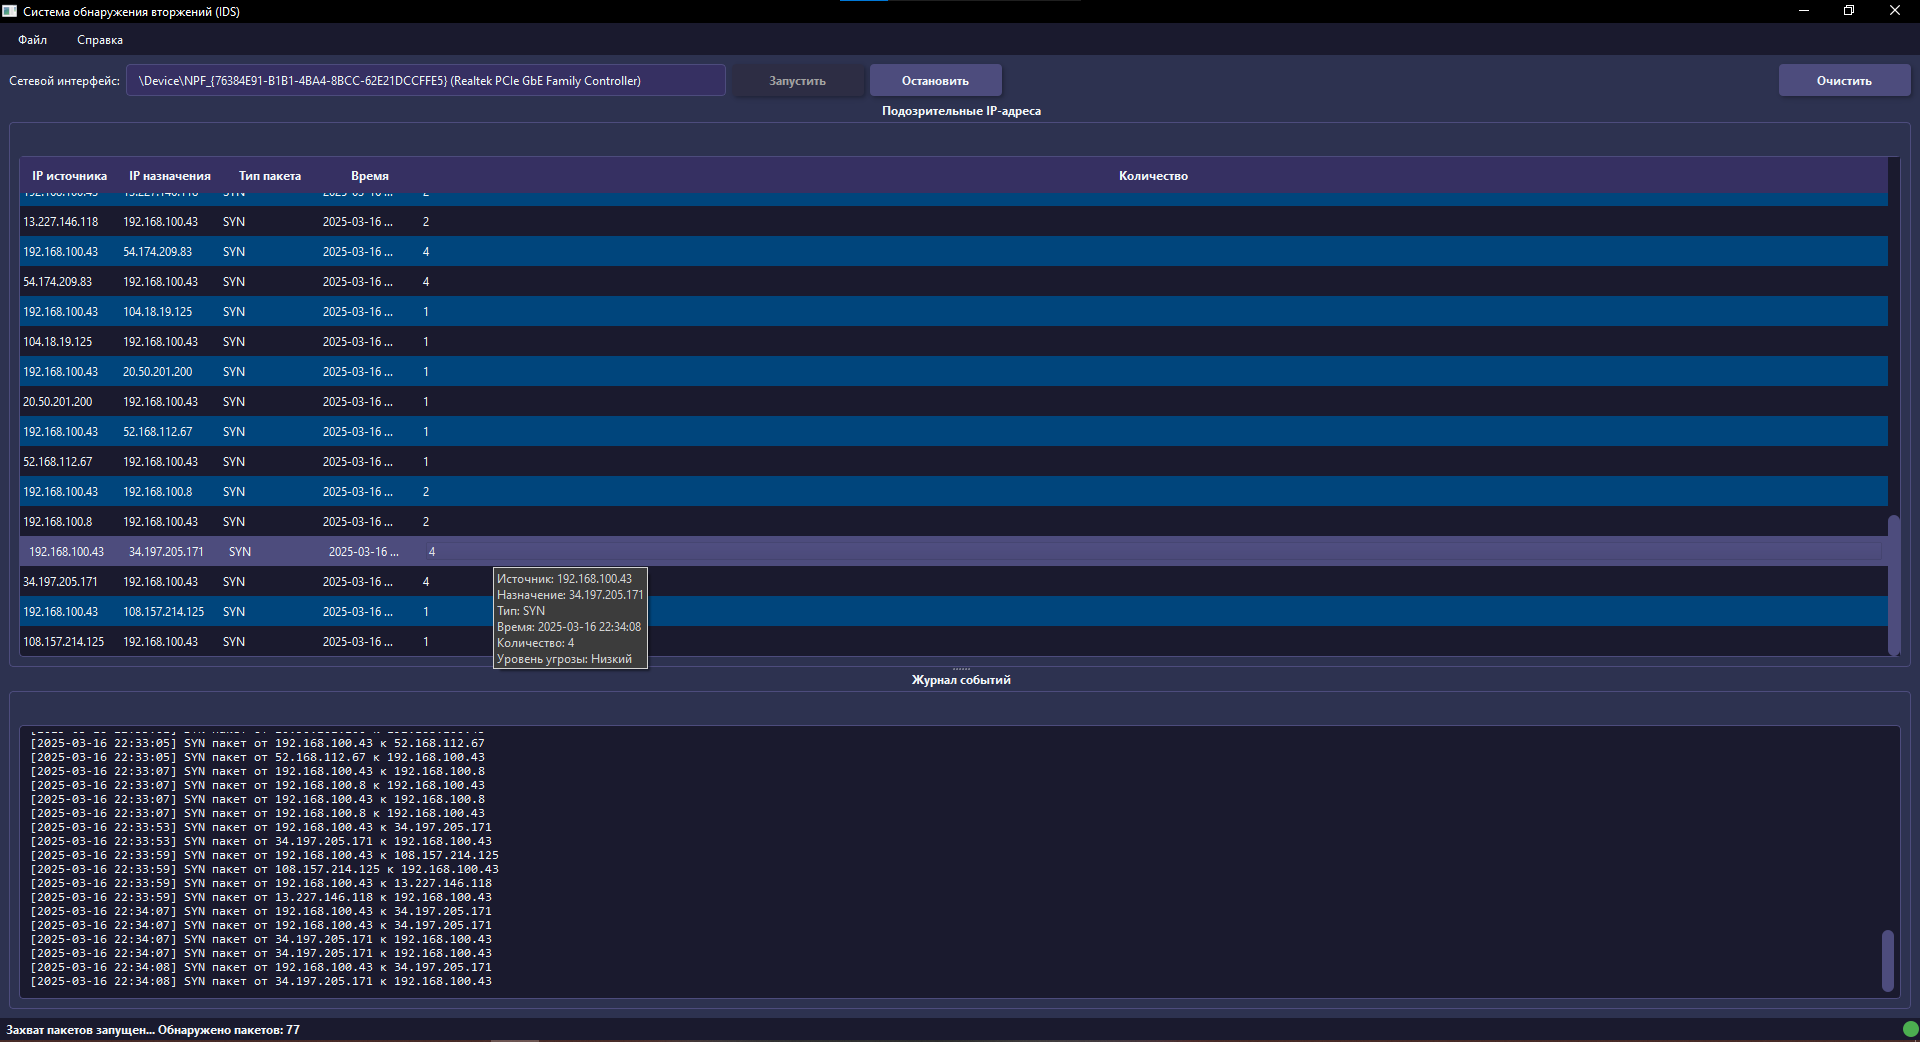 Система обнаружения вторжений (IDS)
Файл Справка
Сетевой интерфейс: \Device\NPF_{76384E91-B1B1-4BA4-8BCC-62E21DCCFFE5} (Realtek PCIe GbE Family Controller) Запустить Остановить Очистить
Подозрительные IP-адреса
IP источника IP назначения Тип пакета Время Количество
192.168.100.43 13.227.146.118 SYN 2025-03-16 ... 2
13.227.146.118 192.168.100.43 SYN 2025-03-16 ... 2
192.168.100.43 54.174.209.83 SYN 2025-03-16 ... 4
54.174.209.83 192.168.100.43 SYN 2025-03-16 ... 4
192.168.100.43 104.18.19.125 SYN 2025-03-16 ... 1
104.18.19.125 192.168.100.43 SYN 2025-03-16 ... 1
192.168.100.43 20.50.201.200 SYN 2025-03-16 ... 1
20.50.201.200 192.168.100.43 SYN 2025-03-16 ... 1
192.168.100.43 52.168.112.67 SYN 2025-03-16 ... 1
52.168.112.67 192.168.100.43 SYN 2025-03-16 ... 1
192.168.100.43 192.168.100.8 SYN 2025-03-16 ... 2
192.168.100.8 192.168.100.43 SYN 2025-03-16 ... 2
192.168.100.43 34.197.205.171 SYN 2025-03-16 ... 4
34.197.205.171 192.168.100.43 SYN 2025-03-16 ... 4
192.168.100.43 108.157.214.125 SYN 2025-03-16 ... 1
108.157.214.125 192.168.100.43 SYN 2025-03-16 ... 1
Источник: 192.168.100.43
Назначение: 34.197.205.171
Тип: SYN
Время: 2025-03-16 22:34:08
Количество: 4
Уровень угрозы: Низкий
Журнал событий
[2025-03-16 22:33:05] SYN пакет от 192.168.100.43 к 52.168.112.67
[2025-03-16 22:33:05] SYN пакет от 52.168.112.67 к 192.168.100.43
[2025-03-16 22:33:07] SYN пакет от 192.168.100.43 к 192.168.100.8
[2025-03-16 22:33:07] SYN пакет от 192.168.100.8 к 192.168.100.43
[2025-03-16 22:33:07] SYN пакет от 192.168.100.43 к 192.168.100.8
[2025-03-16 22:33:07] SYN пакет от 192.168.100.8 к 192.168.100.43
[2025-03-16 22:33:53] SYN пакет от 192.168.100.43 к 34.197.205.171
[2025-03-16 22:33:53] SYN пакет от 34.197.205.171 к 192.168.100.43
[2025-03-16 22:33:59] SYN пакет от 192.168.100.43 к 108.157.214.125
[2025-03-16 22:33:59] SYN пакет от 108.157.214.125 к 192.168.100.43
[2025-03-16 22:33:59] SYN пакет от 192.168.100.43 к 13.227.146.118
[2025-03-16 22:33:59] SYN пакет от 13.227.146.118 к 192.168.100.43
[2025-03-16 22:34:07] SYN пакет от 192.168.100.43 к 34.197.205.171
[2025-03-16 22:34:07] SYN пакет от 192.168.100.43 к 34.197.205.171
[2025-03-16 22:34:07] SYN пакет от 34.197.205.171 к 192.168.100.43
[2025-03-16 22:34:07] SYN пакет от 34.197.205.171 к 192.168.100.43
[2025-03-16 22:34:08] SYN пакет от 192.168.100.43 к 34.197.205.171
[2025-03-16 22:34:08] SYN пакет от 34.197.205.171 к 192.168.100.43
Захват пакетов запущен... Обнаружено пакетов: 77